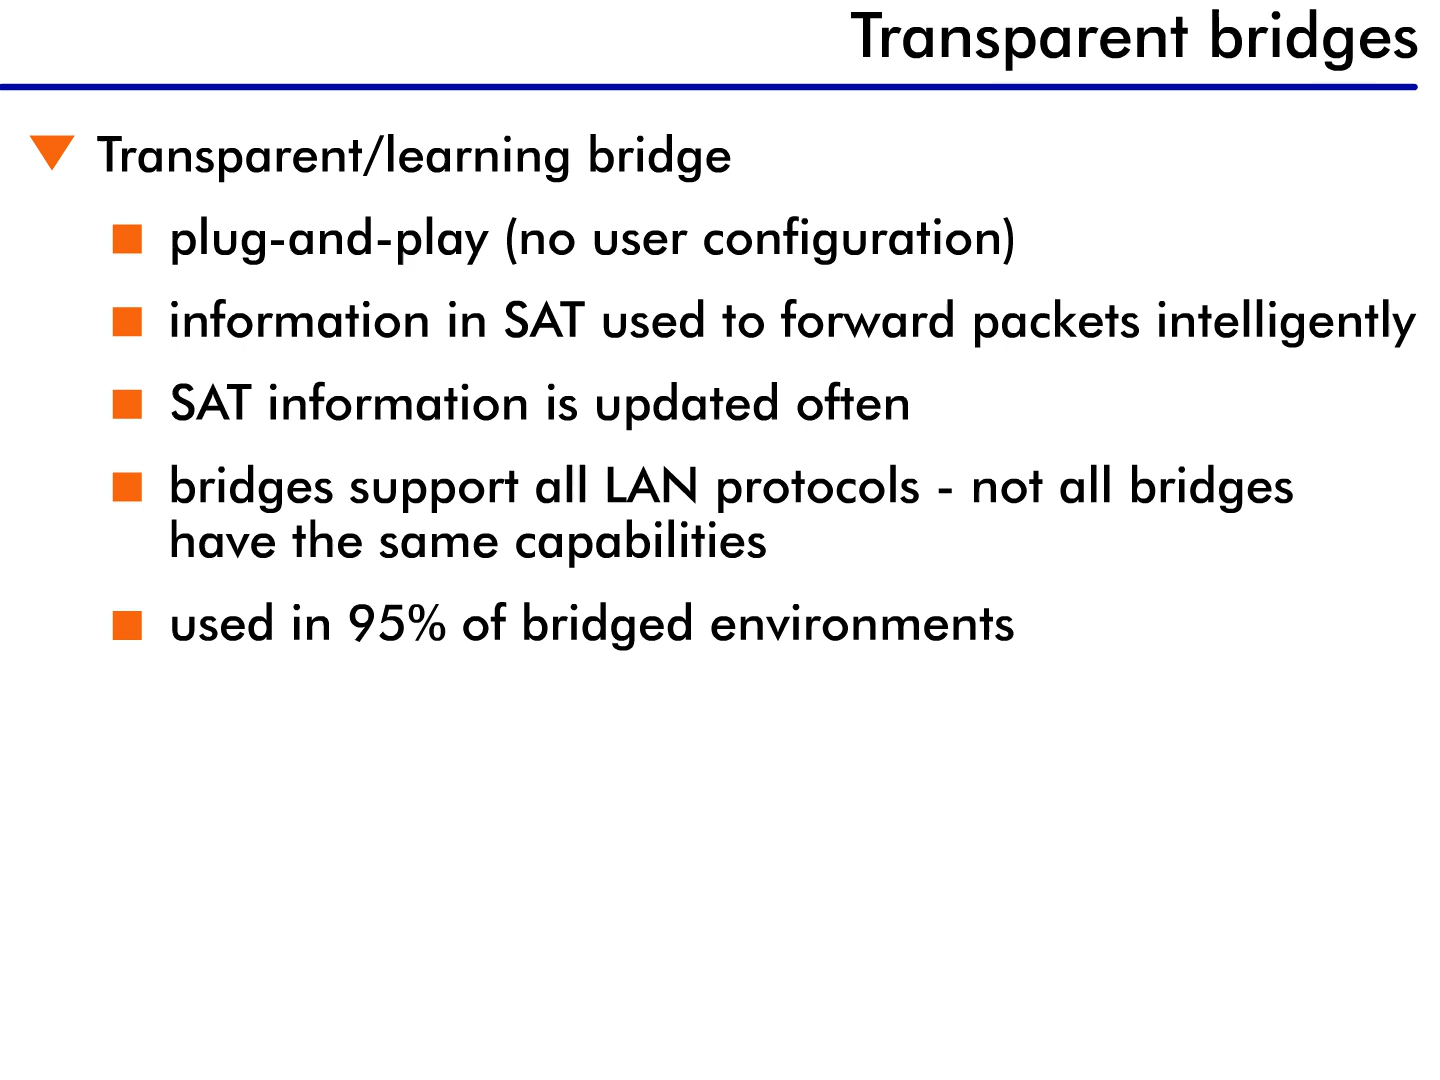 Transparent bridges
Transparent/learning bridge
plug-and-play (no user configuration)
information in SAT used to forward packets intelligently
SAT information is updated often
bridges support all LAN protocols - not all bridges
have the same capabilities
used in 95% of bridged environments